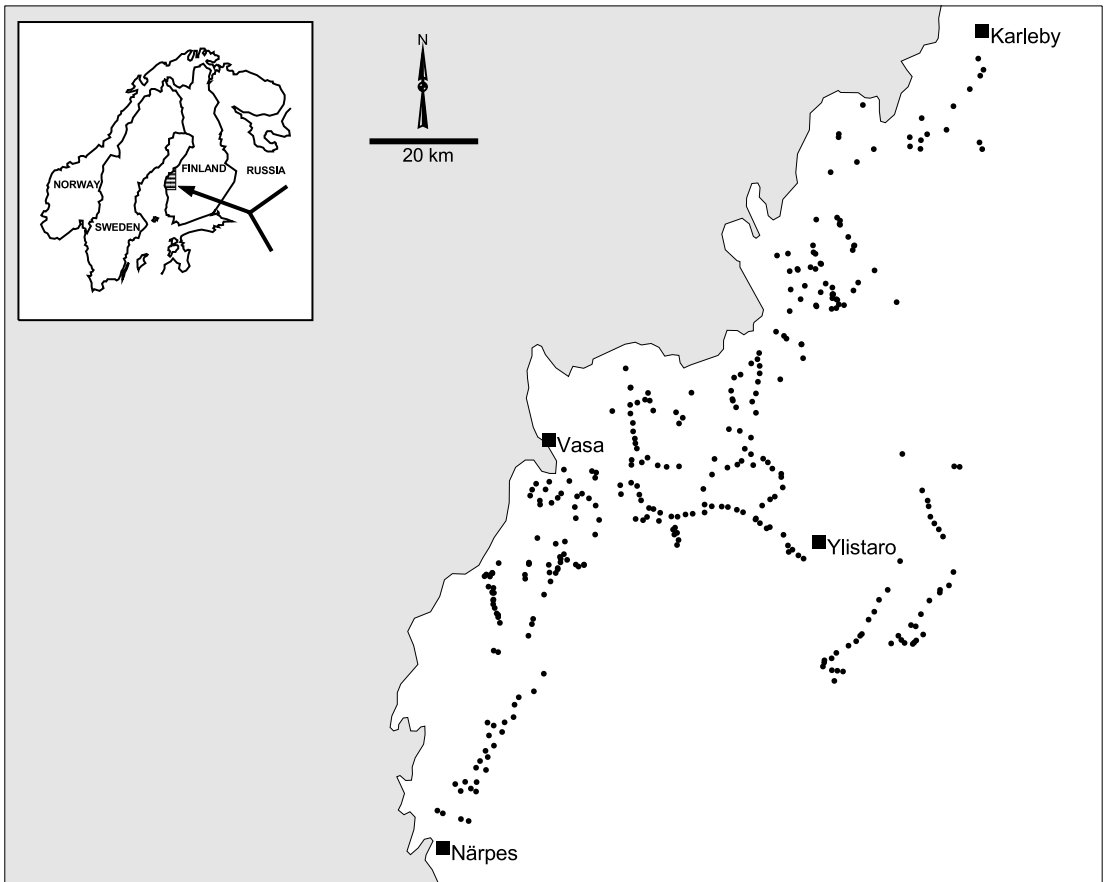 Karleby
N
20 km
FINLAND
RUSSIA
NORWAY
SWEDEN
Vasa
Ylistaro
Närpes